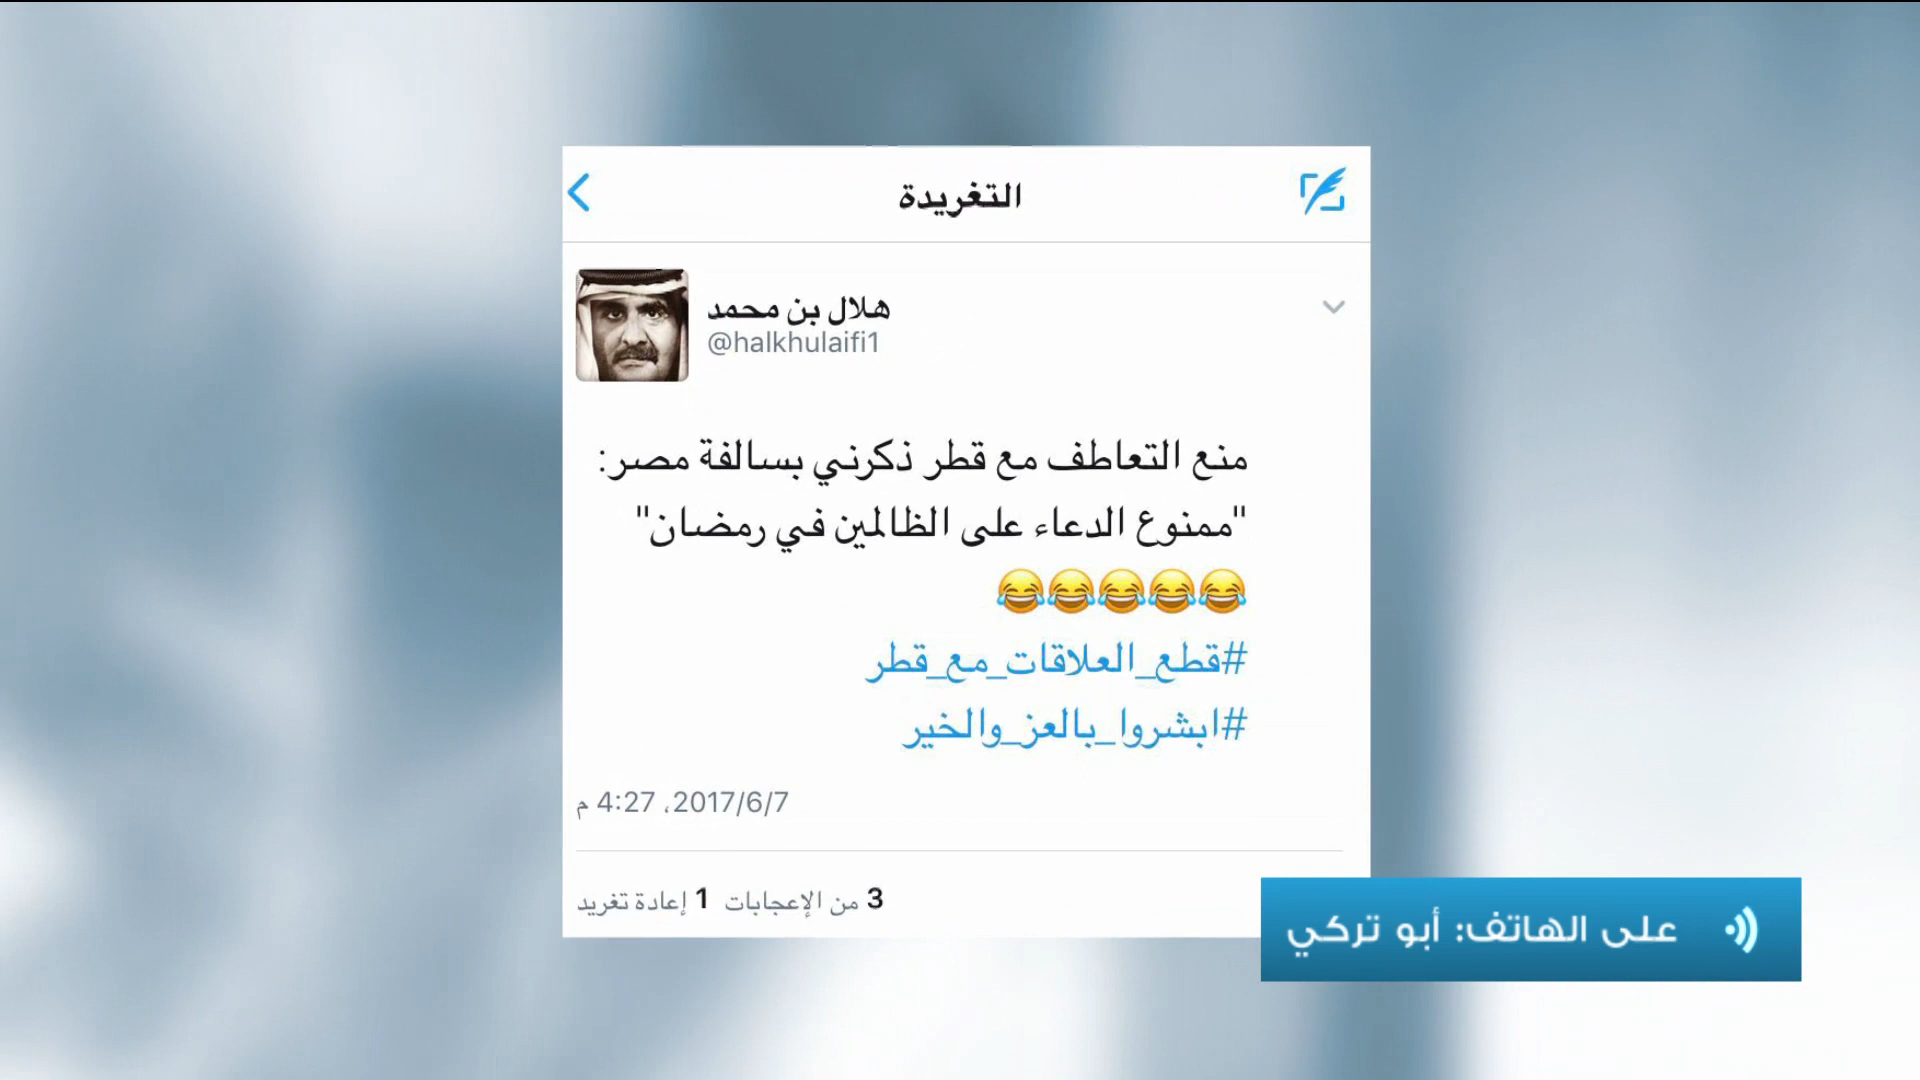 التغريدة
هلال بن محمد
@halkhulaifi1
منع التعاطف مع قطر ذكرني بسالفة مصر:
"ممنوع الدعاء على الظالمين في رمضان"
😂😂😂😂😂
#قطع_العلاقات_مع_قطر
#ابشروا_بالعز_والخير
2017/6/7، 4:27 م
3 من الإعجابات 1 إعادة تغريد
على الهاتف: أبو تركي